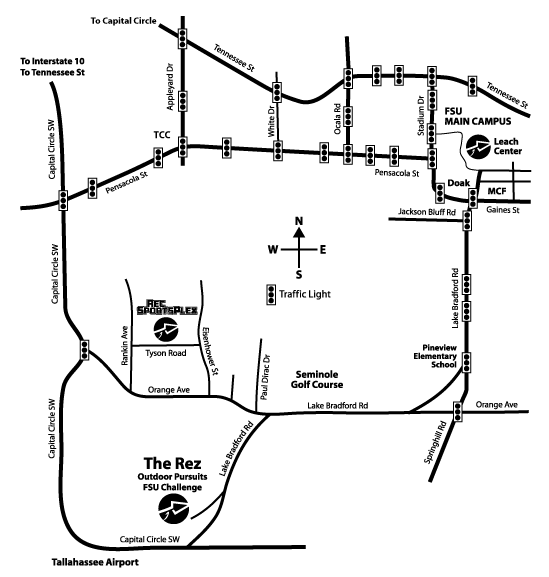 To Capital Circle
Tennessee St
To Interstate 10
To Tennessee St
Appleyard Dr
White Dr
Ocala Rd
Stadium Dr
Tennessee St
FSU
MAIN CAMPUS
Leach
Center
Capital Circle SW
TCC
Pensacola St
Pensacola St
Doak
MCF
Gaines St
Jackson Bluff Rd
N
W
E
S
Traffic Light
Capital Circle SW
Lake Bradford Rd
REC
SPORTSPLEX
Rankin Ave
Eisenhower St
Tyson Road
Paul Dirac Dr
Pineview
Elementary
School
Seminole
Golf Course
Orange Ave
Lake Bradford Rd
Orange Ave
Capital Circle SW
Lake Bradford Rd
Springhill Rd
The Rez
Outdoor Pursuits
FSU Challenge
Capital Circle SW
Tallahassee Airport